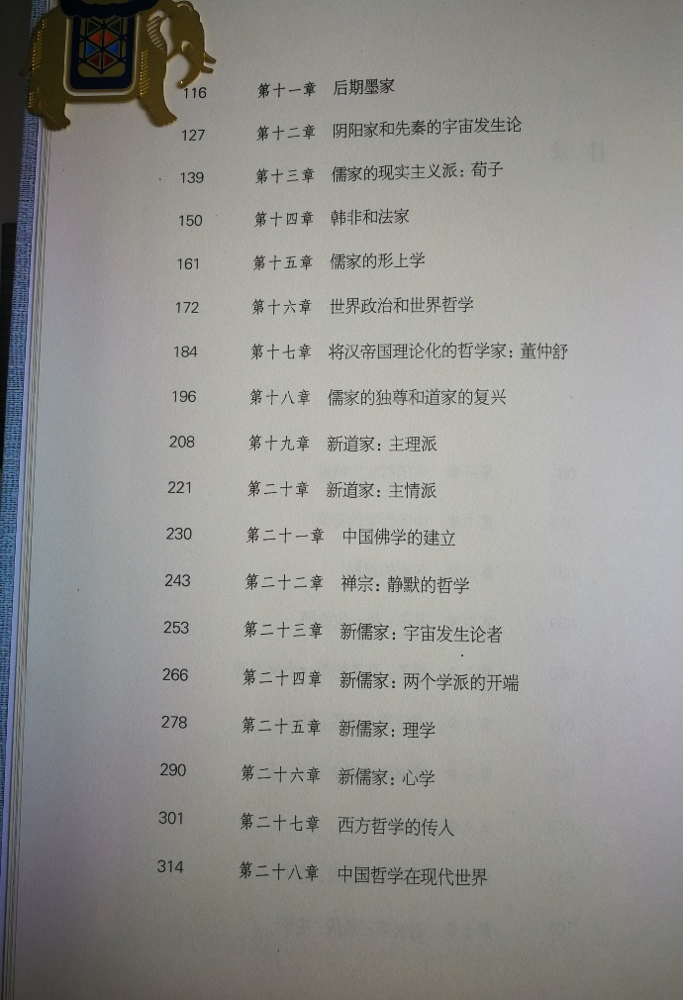 116 第十一章 后期墨家
127 第十二章 阴阳家和先秦的宇宙发生论
139 第十三章 儒家的现实主义派：荀子
150 第十四章 韩非和法家
161 第十五章 儒家的形上学
172 第十六章 世界政治和世界哲学
184 第十七章 将汉帝国理论化的哲学家：董仲舒
196 第十八章 儒家的独尊和道家的复兴
208 第十九章 新道家：主理派
221 第二十章 新道家：主情派
230 第二十一章 中国佛学的建立
243 第二十二章 禅宗：静默的哲学
253 第二十三章 新儒家：宇宙发生论者
266 第二十四章 新儒家：两个学派的开端
278 第二十五章 新儒家：理学
290 第二十六章 新儒家：心学
301 第二十七章 西方哲学的传入
314 第二十八章 中国哲学在现代世界